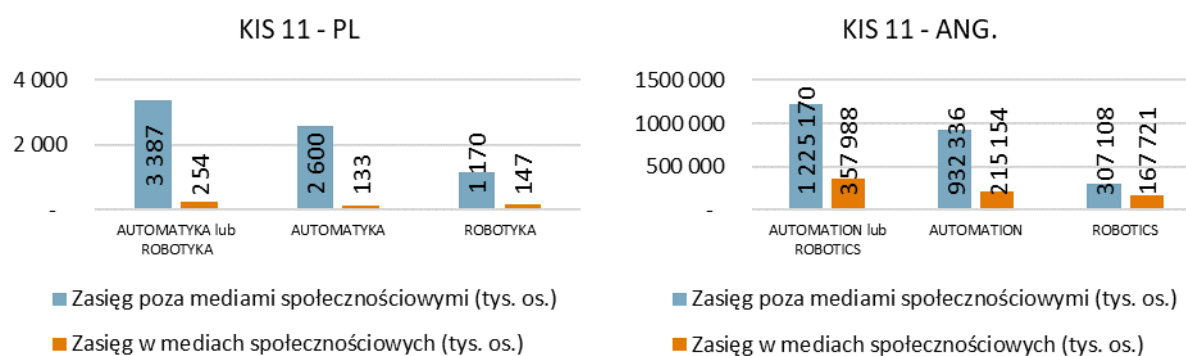 KIS 11 - PL
4 000
2 000
-
3 387
254
2 600
133
1 170
147
AUTOMATYKA lub
ROBOTYKA
AUTOMATYKA
ROBOTYKA
Zasięg poza mediami społecznościowymi (tys. os.)
Zasięg w mediach społecznościowych (tys. os.)
KIS 11 - ANG.
1500 000
1000 000
500 000
-
1 225 170
357 988
932 336
215 154
307 108
167 721
AUTOMATION lub
ROBOTICS
AUTOMATION
ROBOTICS
Zasięg poza mediami społecznościowymi (tys. os.)
Zasięg w mediach społecznościowych (tys. os.)